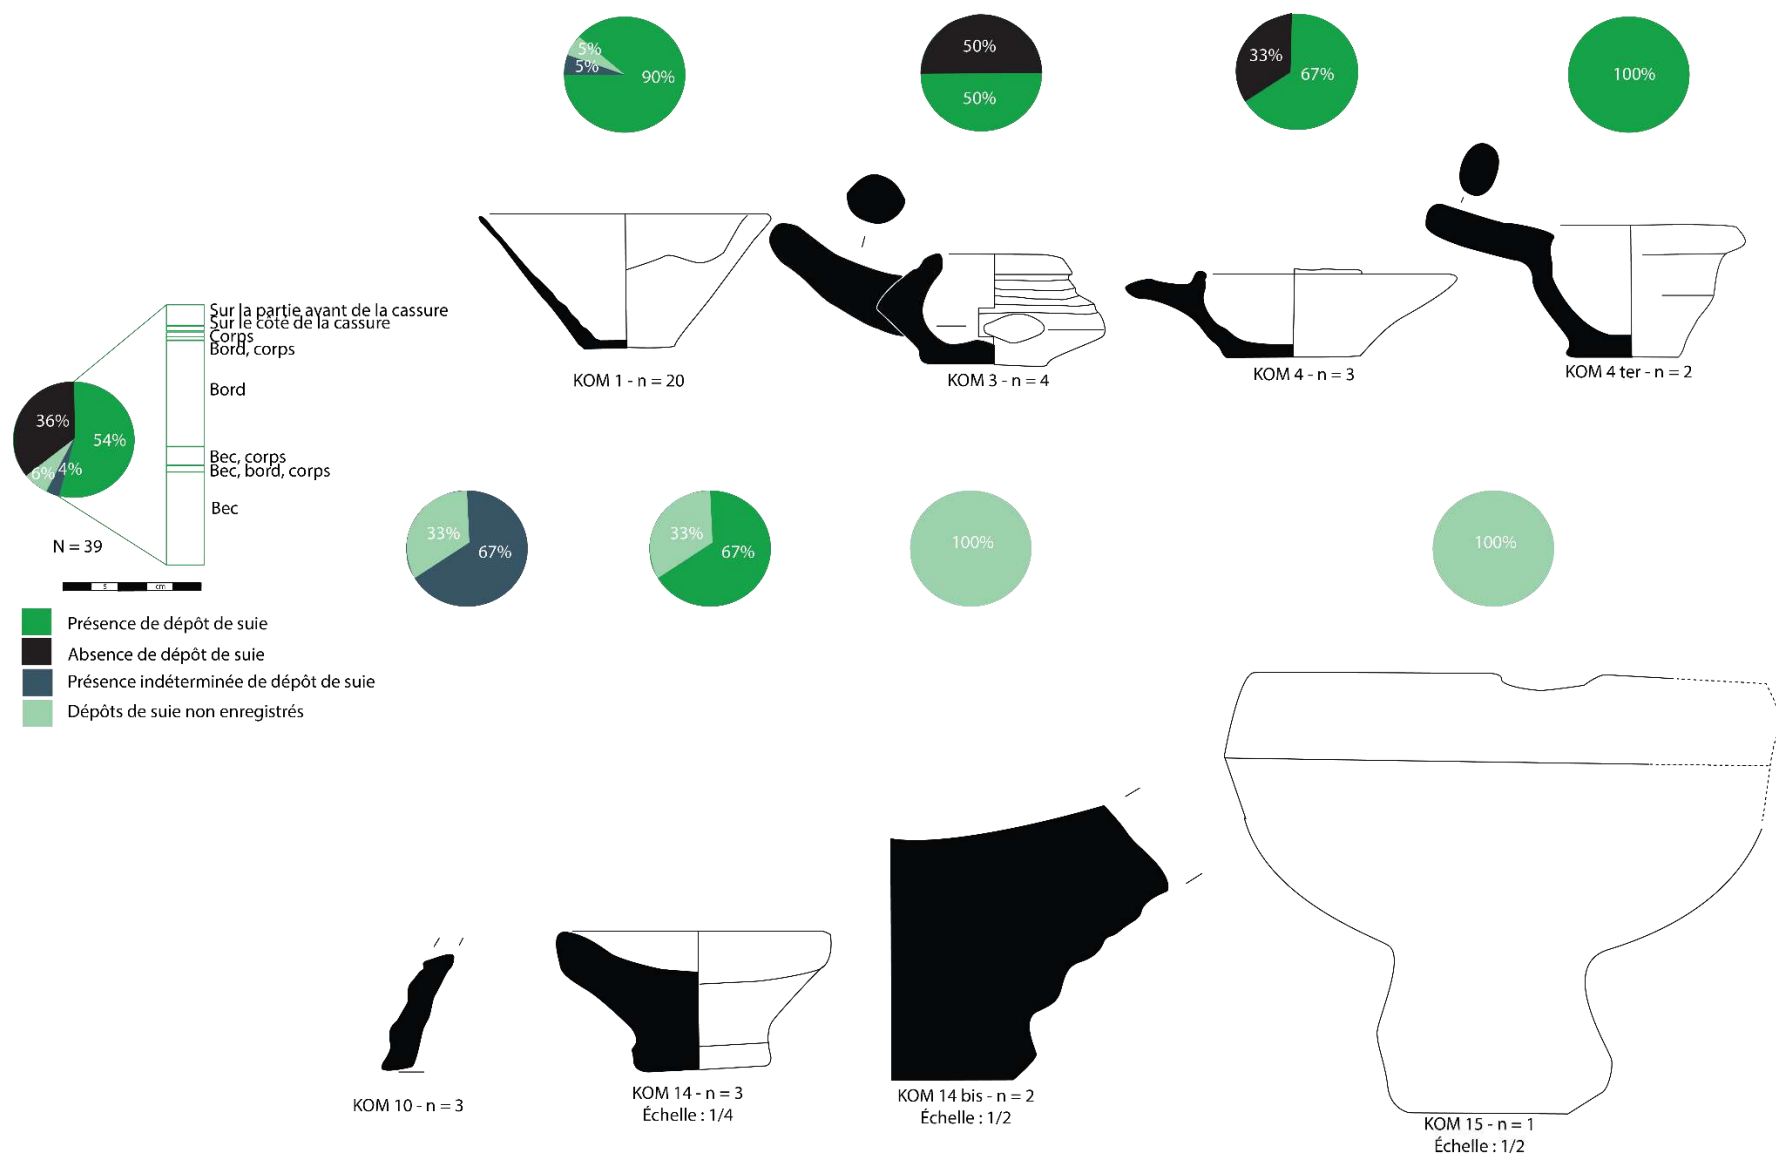 5%
5%
90%
50%
50%
33%
67%
100%
KOM 1 - n = 20
KOM 3 - n = 4
KOM 4 - n = 3
KOM 4 ter - n = 2
Sur la partie avant de la cassure
Sur le côté de la cassure
Corps
Bord, corps
Bord
Bec, corps
Bec, bord, corps
Bec
36%
54%
6%
4%
N = 39
5
cm
Présence de dépôt de suie
Absence de dépôt de suie
Présence indéterminée de dépôt de suie
Dépôts de suie non enregistrés
33%
67%
33%
67%
100%
100%
KOM 10 - n = 3
KOM 14 - n = 3
Échelle : 1/4
KOM 14 bis - n = 2
Échelle : 1/2
KOM 15 - n = 1
Échelle : 1/2